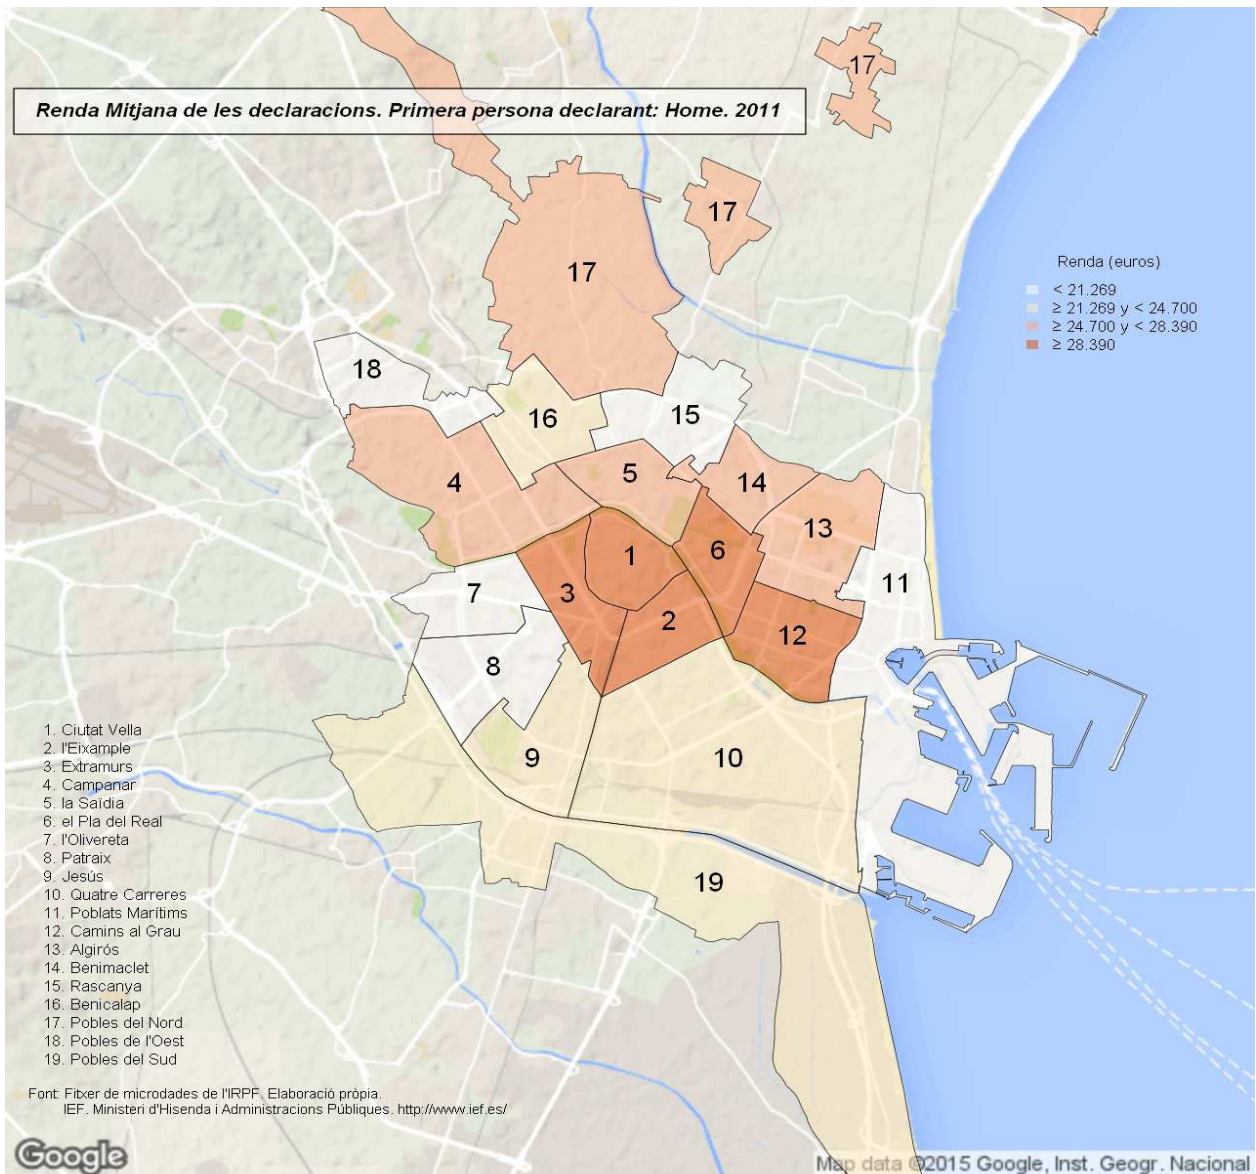 Renda Mitjana de les declaracions. Primera persona declarant: Home. 2011
17
17
17
Renda (euros)
< 21.269
≥ 21.269 y < 24.700
≥ 24.700 y < 28.390
≥ 28.390
18
16
15
4
5
14
13
1
6
11
7
3
2
12
8
9
10
19
1. Ciutat Vella
2. l'Eixample
3. Extramurs
4. Campanar
5. la Saïdia
6. el Pla del Real
7. l'Olivereta
8. Patraix
9. Jesús
10. Quatre Carreres
11. Poblats Marítims
12. Camins al Grau
13. Algirós
14. Benimaclet
15. Rascanya
16. Benicalap
17. Pobles del Nord
18. Pobles de l'Oest
19. Pobles del Sud
Font: Fitxer de microdades de l'IRPF. Elaboració pròpia.
IEF. Ministeri d'Hisenda i Administracions Públiques. http://www.ief.es/
Google
Map data ©2015 Google, Inst. Geogr. Nacional